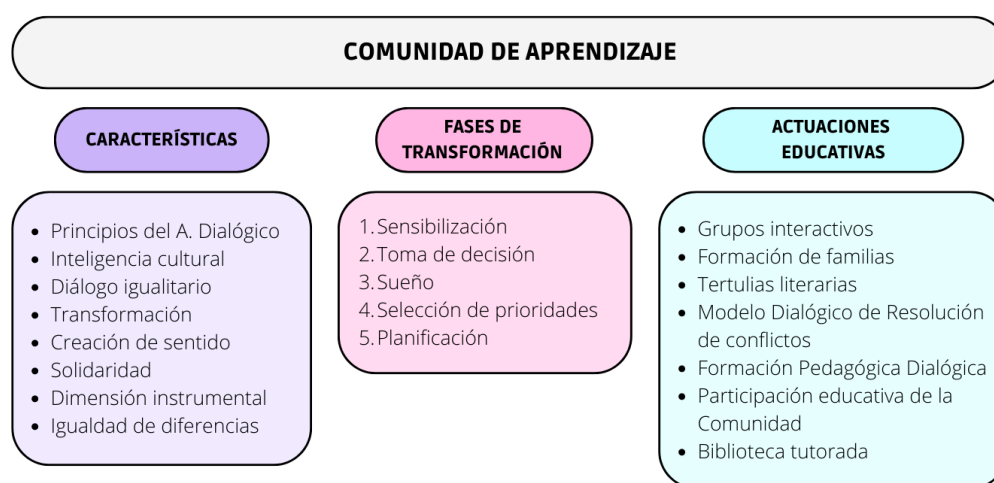 COMUNIDAD DE APRENDIZAJE
CARACTERÍSTICAS
• Principios del A. Dialógico
• Inteligencia cultural
• Diálogo igualitario
• Transformación
• Creación de sentido
• Solidaridad
• Dimensión instrumental
• Igualdad de diferencias
FASES DE
TRANSFORMACIÓN
1. Sensibilización
2. Toma de decisión
3. Sueño
4. Selección de prioridades
5. Planificación
ACTUACIONES
EDUCATIVAS
• Grupos interactivos
• Formación de familias
• Tertulias literarias
• Modelo Dialógico de Resolución
de conflictos
• Formación Pedagógica Dialógica
• Participación educativa de la
Comunidad
• Biblioteca tutorada